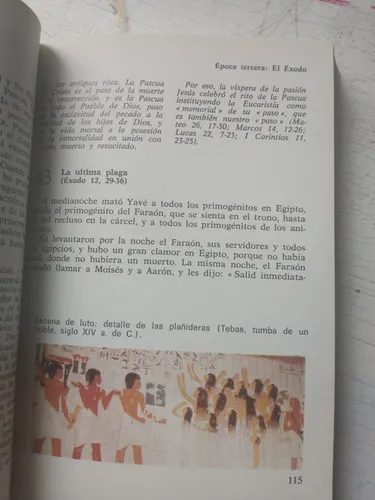 Epoca tercera: El Éxodo
los antiguos ritos. La Pascua
Cristo es el paso de la muerte
resurrección, y es la Pascua
todo el Pueblo de Dios, paso
la esclavitud del pecado a la
de los hijos de Dios, y
la vida mortal a la posesión
inmortalidad en unión con
muerto y resucitado.
Por eso, la víspera de la pasión
Jesús celebró el rito de la Pascua
instituyendo la Eucaristía como
«memorial» de su «paso», que
es también nuestro «paso» (Ma-
teo 26, 17-50; Marcos 14, 12-26;
Lucas 22, 7-23; I Corintios 11,
23-25).
43 La ultima plaga
(Éxodo 12, 29-36)
A medianoche mató Yavé a todos los primogénitos en Egipto,
el primogénito del Faraón, que se sienta en el trono, hasta
del recluso en la cárcel, y a todos los primogénitos de los ani-
Se levantaron por la noche el Faraón, sus servidores y todos
egipcios, y hubo un gran clamor en Egipto, porque no había
donde no hubiera un muerto. La misma noche, el Faraón
llamar a Moisés y a Aarón, y les dijo: «Salid inmediata-
Escena de luto: detalle de las plañideras (Tebas, tumba de un
noble, siglo XIV a. de C.).
115